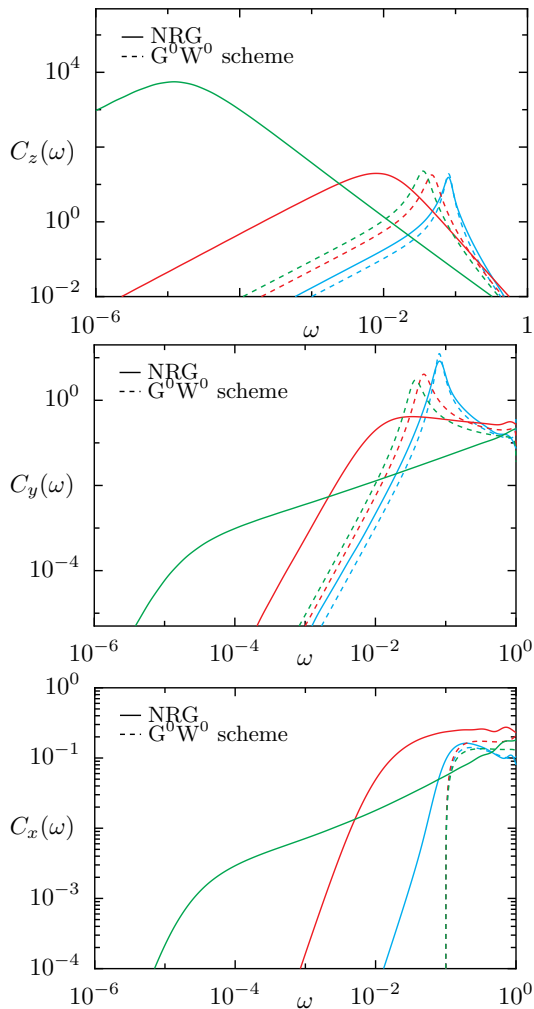 10⁴
NRG
G⁰W⁰ scheme
C_z(ω)
10⁰
10⁻²
10⁻⁶ ω 10⁻² 1
10⁰
NRG
G⁰W⁰ scheme
C_y(ω)
10⁻⁴
10⁻⁶ 10⁻⁴ ω 10⁻² 10⁰
10⁰
NRG
G⁰W⁰ scheme
10⁻¹
C_x(ω)
10⁻³
10⁻⁴
10⁻⁶ 10⁻⁴ ω 10⁻² 10⁰